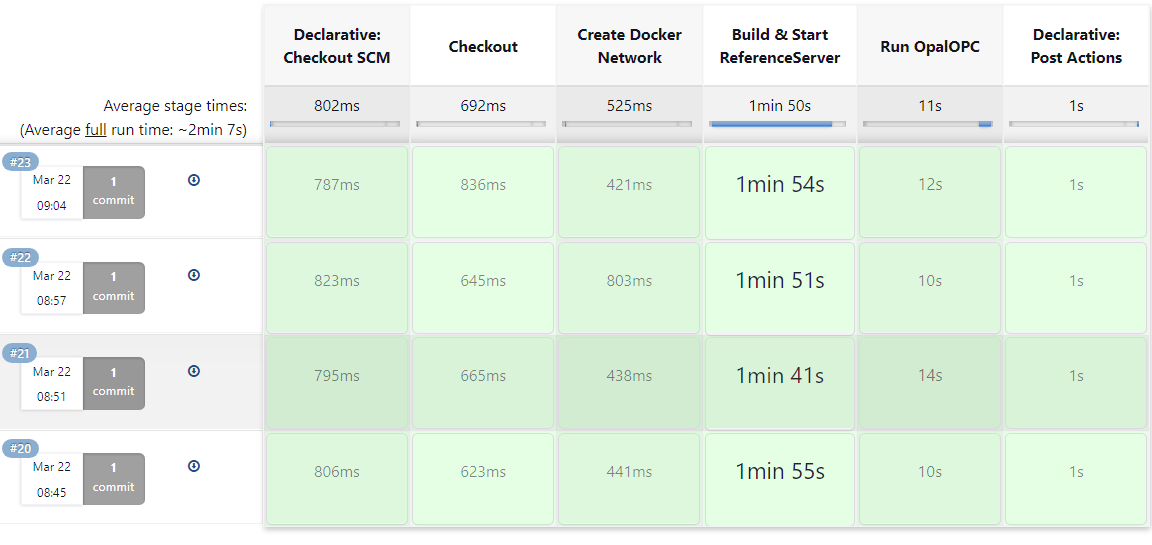 Declarative:
Checkout SCM
Checkout
Create Docker
Network
Build & Start
ReferenceServer
Run OpalOPC
Declarative:
Post Actions
Average stage times:
(Average full run time: ~2min 7s)
802ms
692ms
525ms
1min 50s
11s
1s
#23
Mar 22
09:04
1
commit
787ms
836ms
421ms
1min 54s
12s
1s
#22
Mar 22
08:57
1
commit
823ms
645ms
803ms
1min 51s
10s
1s
#21
Mar 22
08:51
1
commit
795ms
665ms
438ms
1min 41s
14s
1s
#20
Mar 22
08:45
1
commit
806ms
623ms
441ms
1min 55s
10s
1s